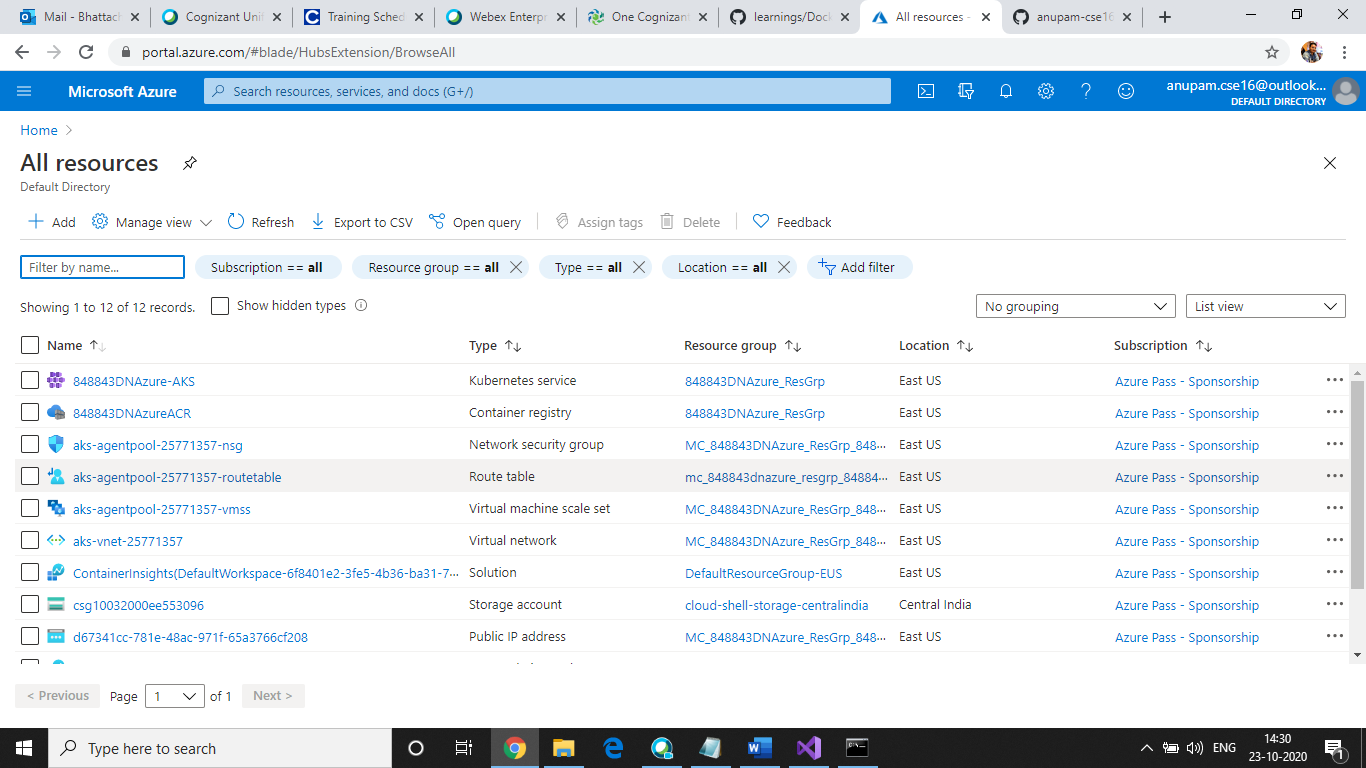 Mail - Bhattach
Cognizant Unif
Training Sched
Webex Enterpr
One Cognizant
learnings/Dock
All resources -
anupam-cse16
portal.azure.com/#blade/HubsExtension/BrowseAll
Microsoft Azure
Search resources, services, and docs (G+/)
anupam.cse16@outlook...
DEFAULT DIRECTORY
Home
All resources
Default Directory
Add Manage view Refresh Export to CSV Open query Assign tags Delete Feedback
Filter by name... Subscription == all Resource group == all Type == all Location == all Add filter
Showing 1 to 12 of 12 records. Show hidden types No grouping List view
Name Type Resource group Location Subscription
848843DNAzure-AKS Kubernetes service 848843DNAzure_ResGrp East US Azure Pass - Sponsorship
848843DNAzureACR Container registry 848843DNAzure_ResGrp East US Azure Pass - Sponsorship
aks-agentpool-25771357-nsg Network security group MC_848843DNAzure_ResGrp_848... East US Azure Pass - Sponsorship
aks-agentpool-25771357-routetable Route table mc_848843dnazure_resgrp_84884... East US Azure Pass - Sponsorship
aks-agentpool-25771357-vmss Virtual machine scale set MC_848843DNAzure_ResGrp_848... East US Azure Pass - Sponsorship
aks-vnet-25771357 Virtual network MC_848843DNAzure_ResGrp_848... East US Azure Pass - Sponsorship
ContainerInsights(DefaultWorkspace-6f8401e2-3fe5-4b36-ba31-7... Solution DefaultResourceGroup-EUS East US Azure Pass - Sponsorship
csg10032000ee553096 Storage account cloud-shell-storage-centralindia Central India Azure Pass - Sponsorship
d67341cc-781e-48ac-971f-65a3766cf208 Public IP address MC_848843DNAzure_ResGrp_848... East US Azure Pass - Sponsorship
< Previous Page 1 of 1 Next >
Type here to search
ENG
14:30
23-10-2020
1